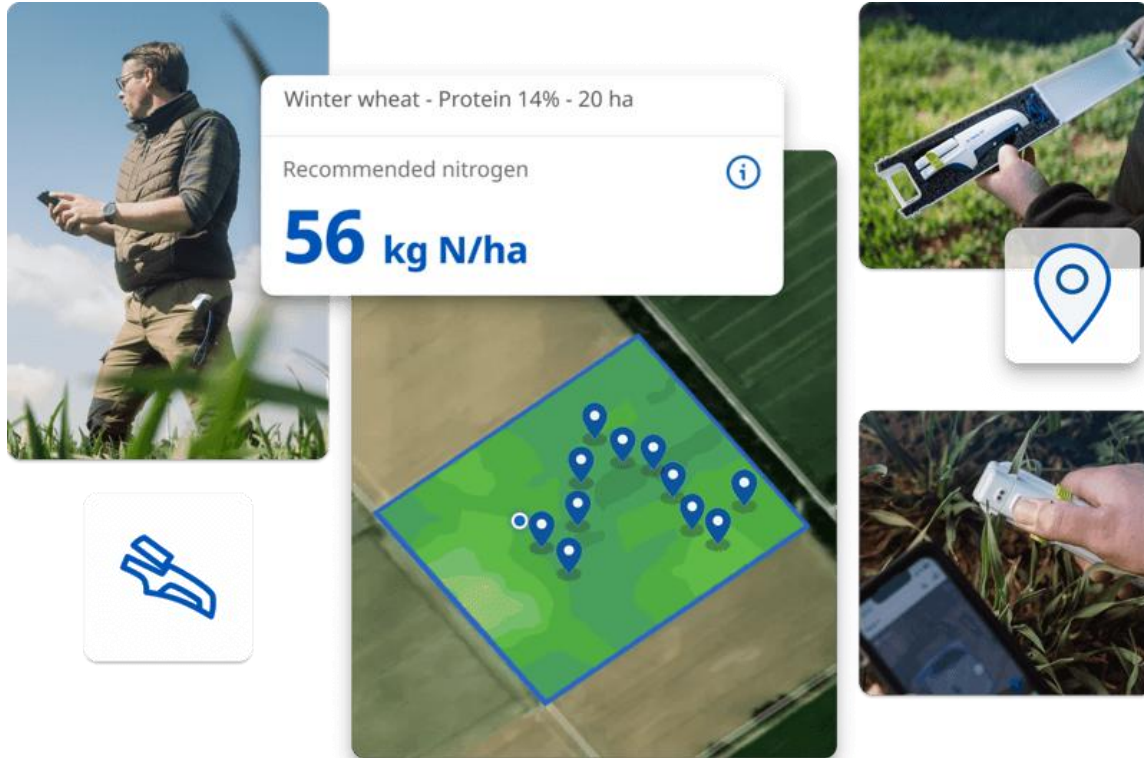 Winter wheat - Protein 14% - 20 ha
Recommended nitrogen
56 kg N/ha